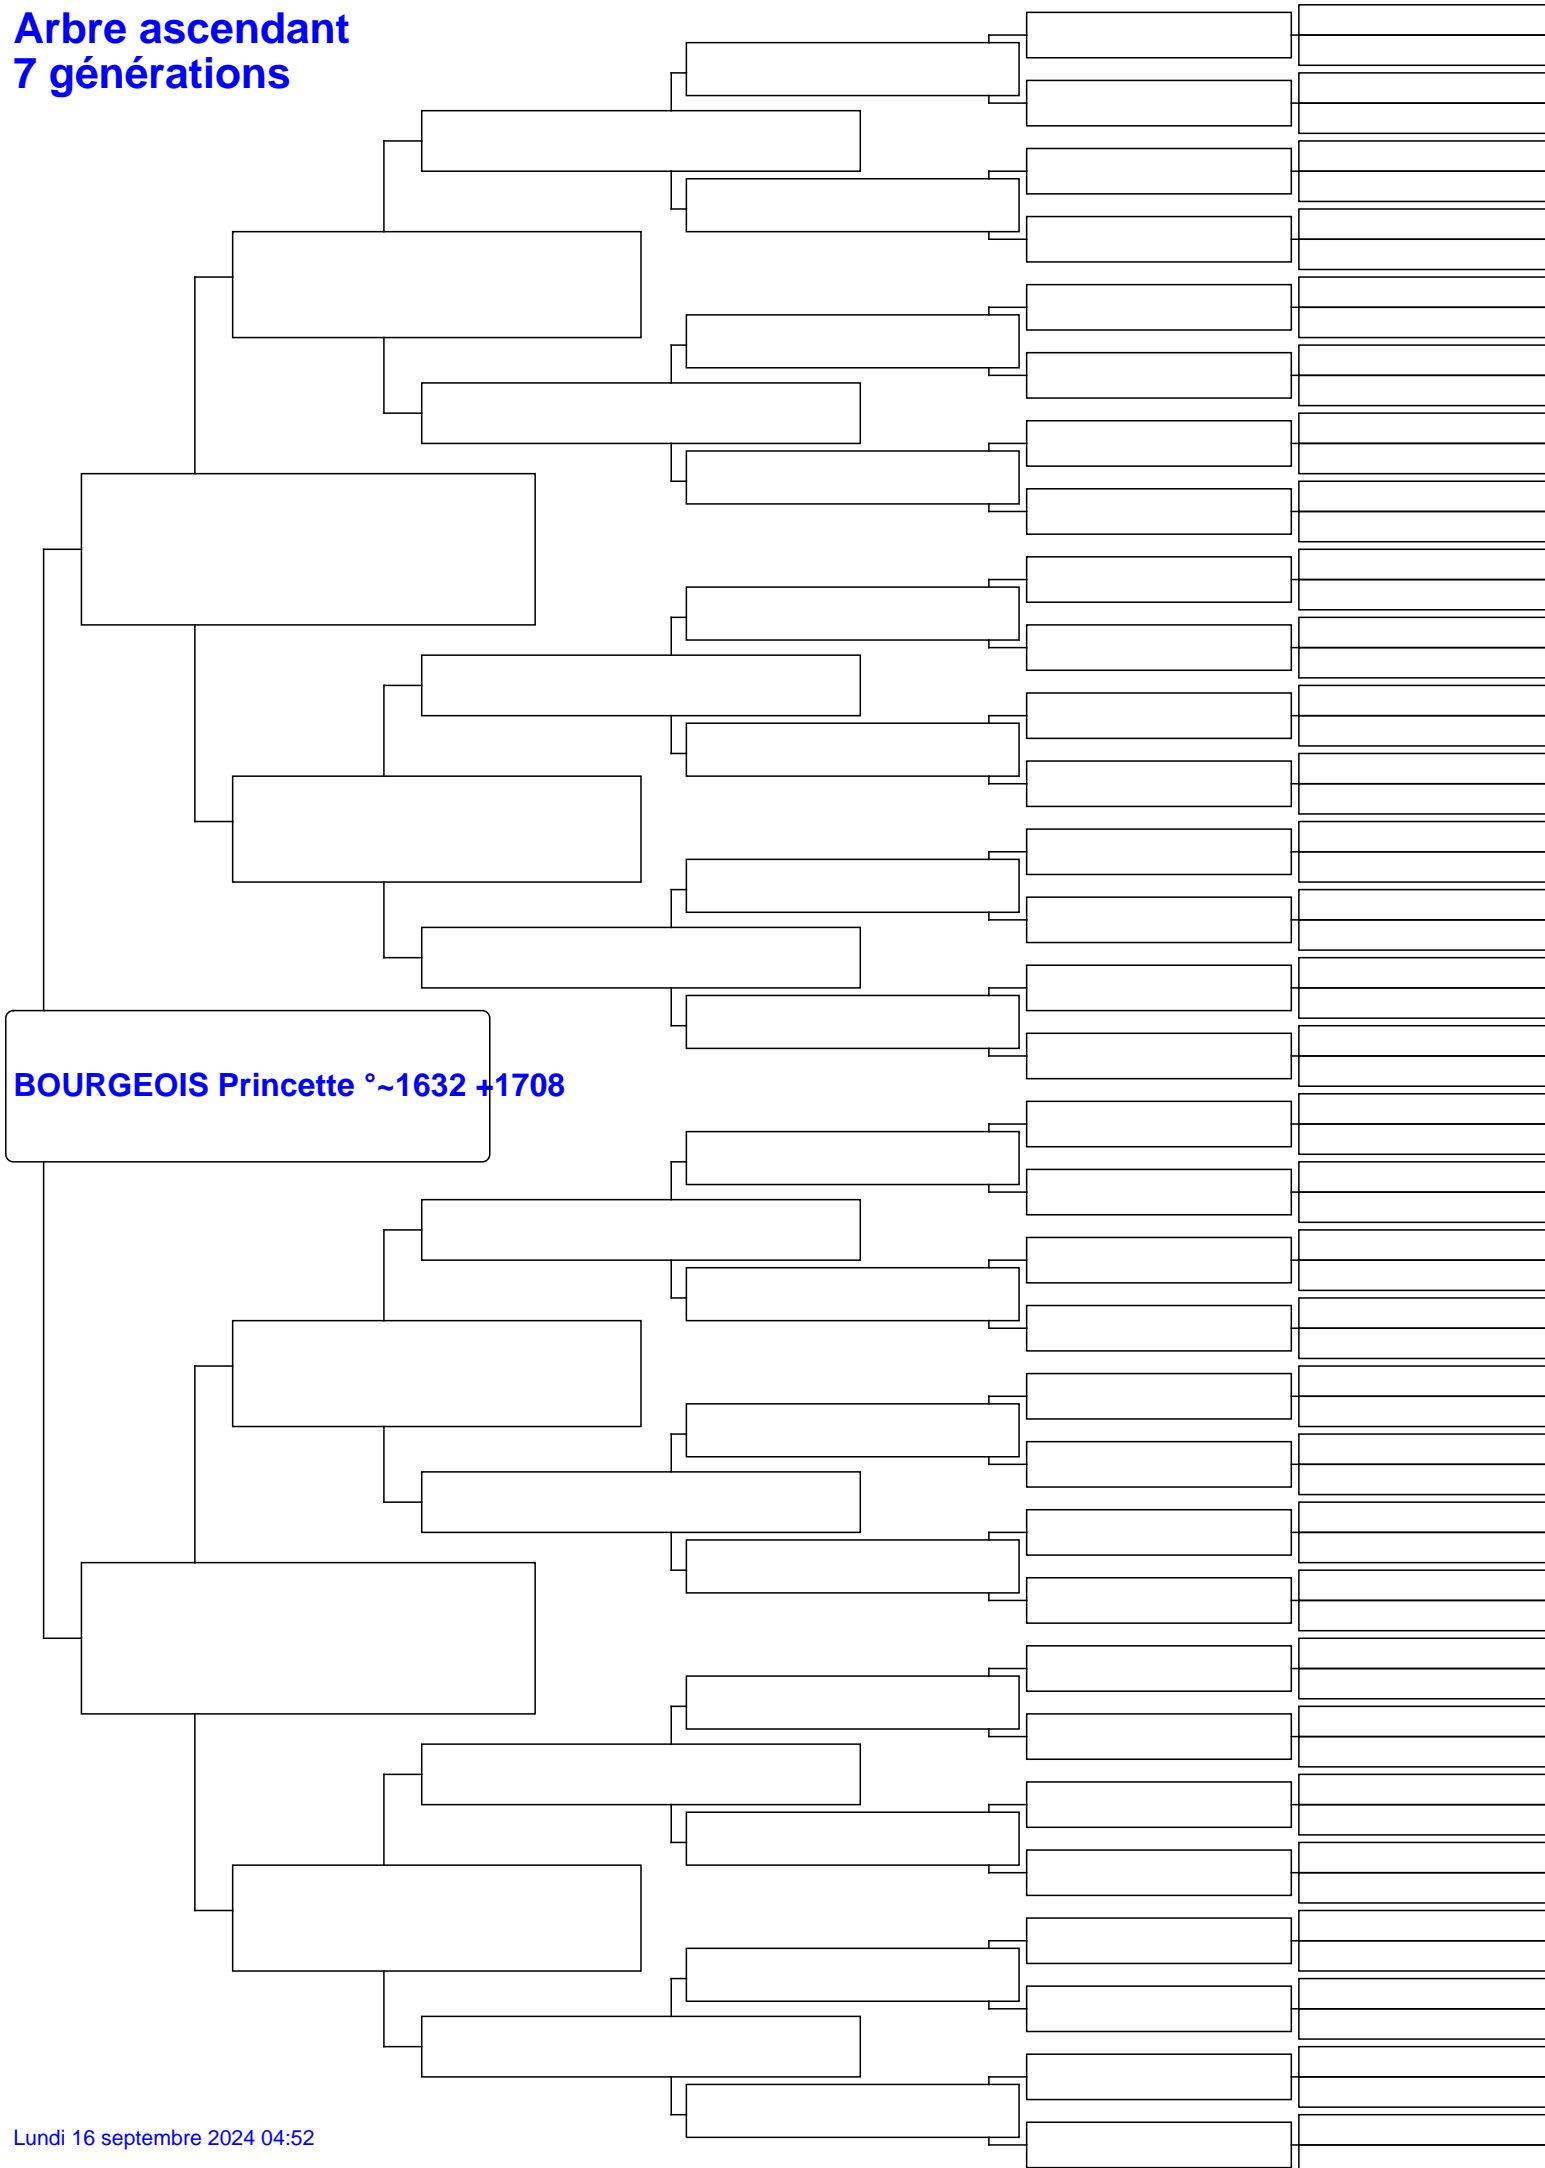 Arbre ascendant
7 générations
BOURGEOIS Princette °~1632 +1708
Lundi 16 septembre 2024 04:52